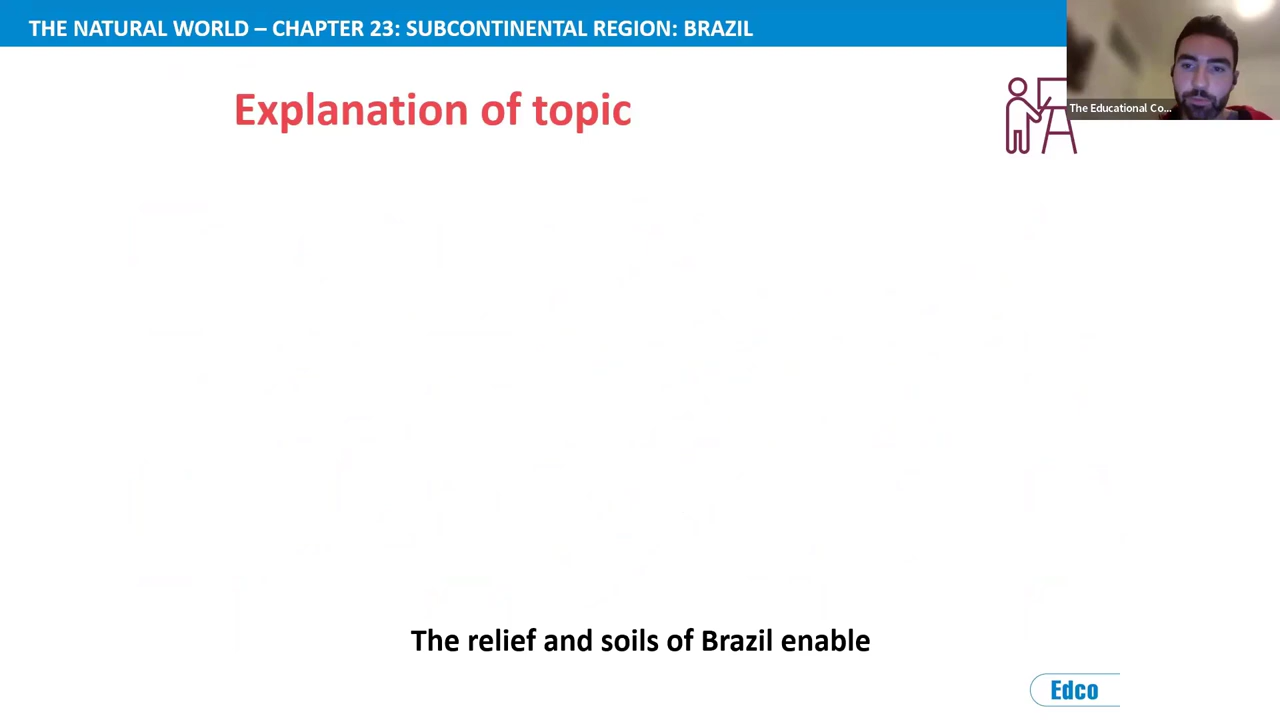 THE NATURAL WORLD – CHAPTER 23: SUBCONTINENTAL REGION: BRAZIL
Explanation of topic
The Educational Co...
The relief and soils of Brazil enable
Edco